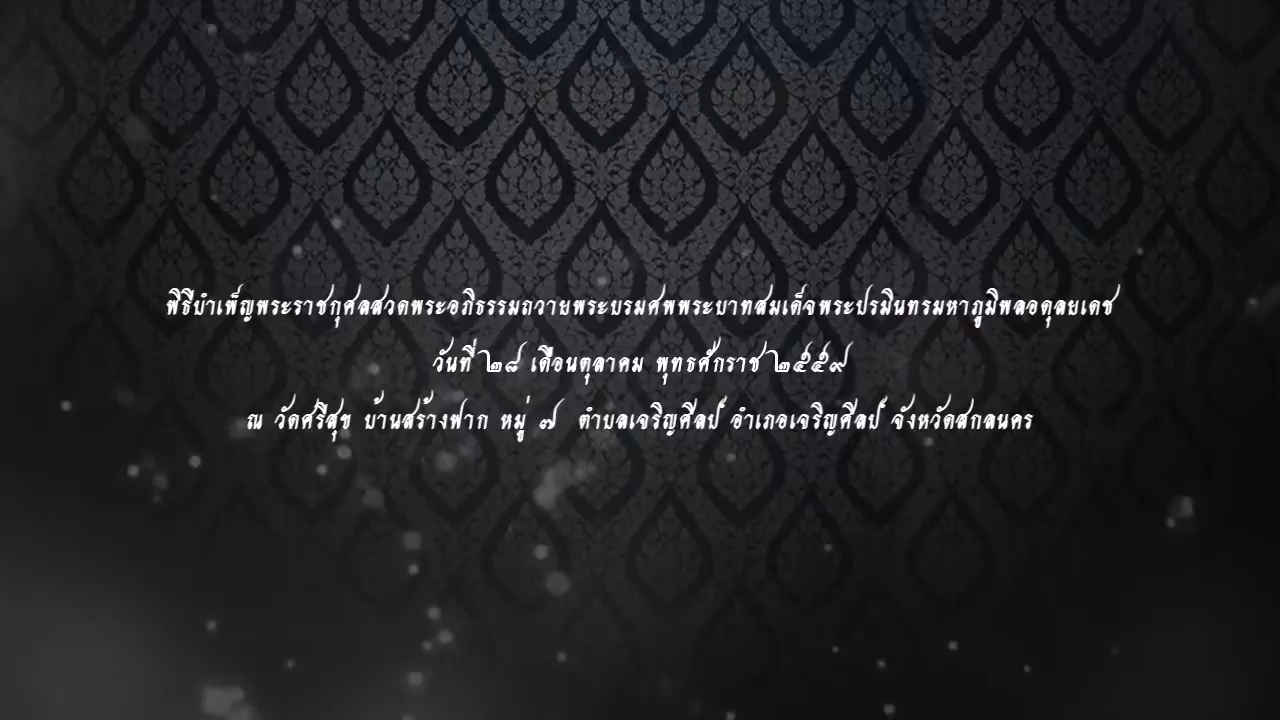 พิธีบำเพ็ญพระราชกุศลสวดพระอภิธรรมถวายพระบรมศพพระบาทสมเด็จพระปรมินทรมหาภูมิพลอดุลยเดช
วันที่ ๒๘ เดือนตุลาคม พุทธศักราช ๒๕๕๙
ณ วัดศรีสุข บ้านสร้างฟาก หมู่ ๗ ตำบลเจริญศิลป์ อำเภอเจริญศิลป์ จังหวัดสกลนคร